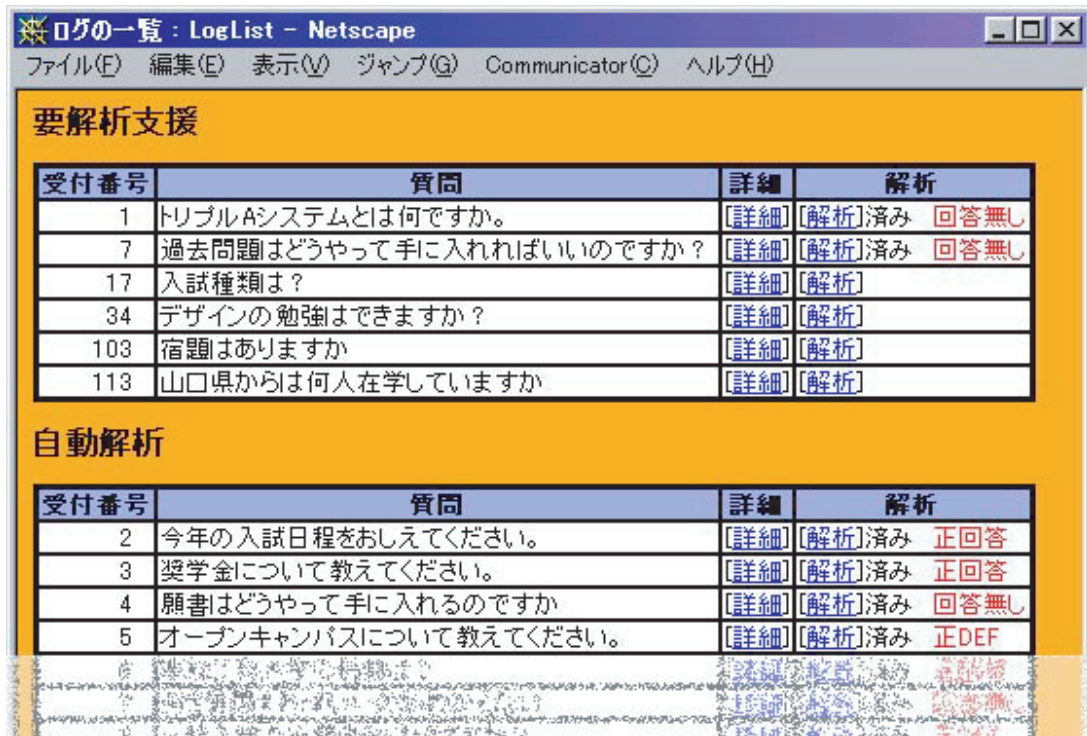 ログの一覧 : LogList - Netscape
ファイル(F) 編集(E) 表示(V) ジャンプ(G) Communicator(C) ヘルプ(H)
要解析支援
受付番号 質問 詳細 解析
1 トリプルAシステムとは何ですか。 [詳細] [解析]済み 回答無し
7 過去問題はどうやって手に入れればいいのですか? [詳細] [解析]済み 回答無し
17 入試種類は? [詳細] [解析]
34 デザインの勉強はできますか? [詳細] [解析]
103 宿題はありますか [詳細] [解析]
113 山口県からは何人在学していますか [詳細] [解析]
自動解析
受付番号 質問 詳細 解析
2 今年の入試日程をおしえてください。 [詳細] [解析]済み 正回答
3 奨学金について教えてください。 [詳細] [解析]済み 正回答
4 願書はどうやって手に入れるのですか [詳細] [解析]済み 回答無し
5 オープンキャンパスについて教えてください。 [詳細] [解析]済み 正DEF